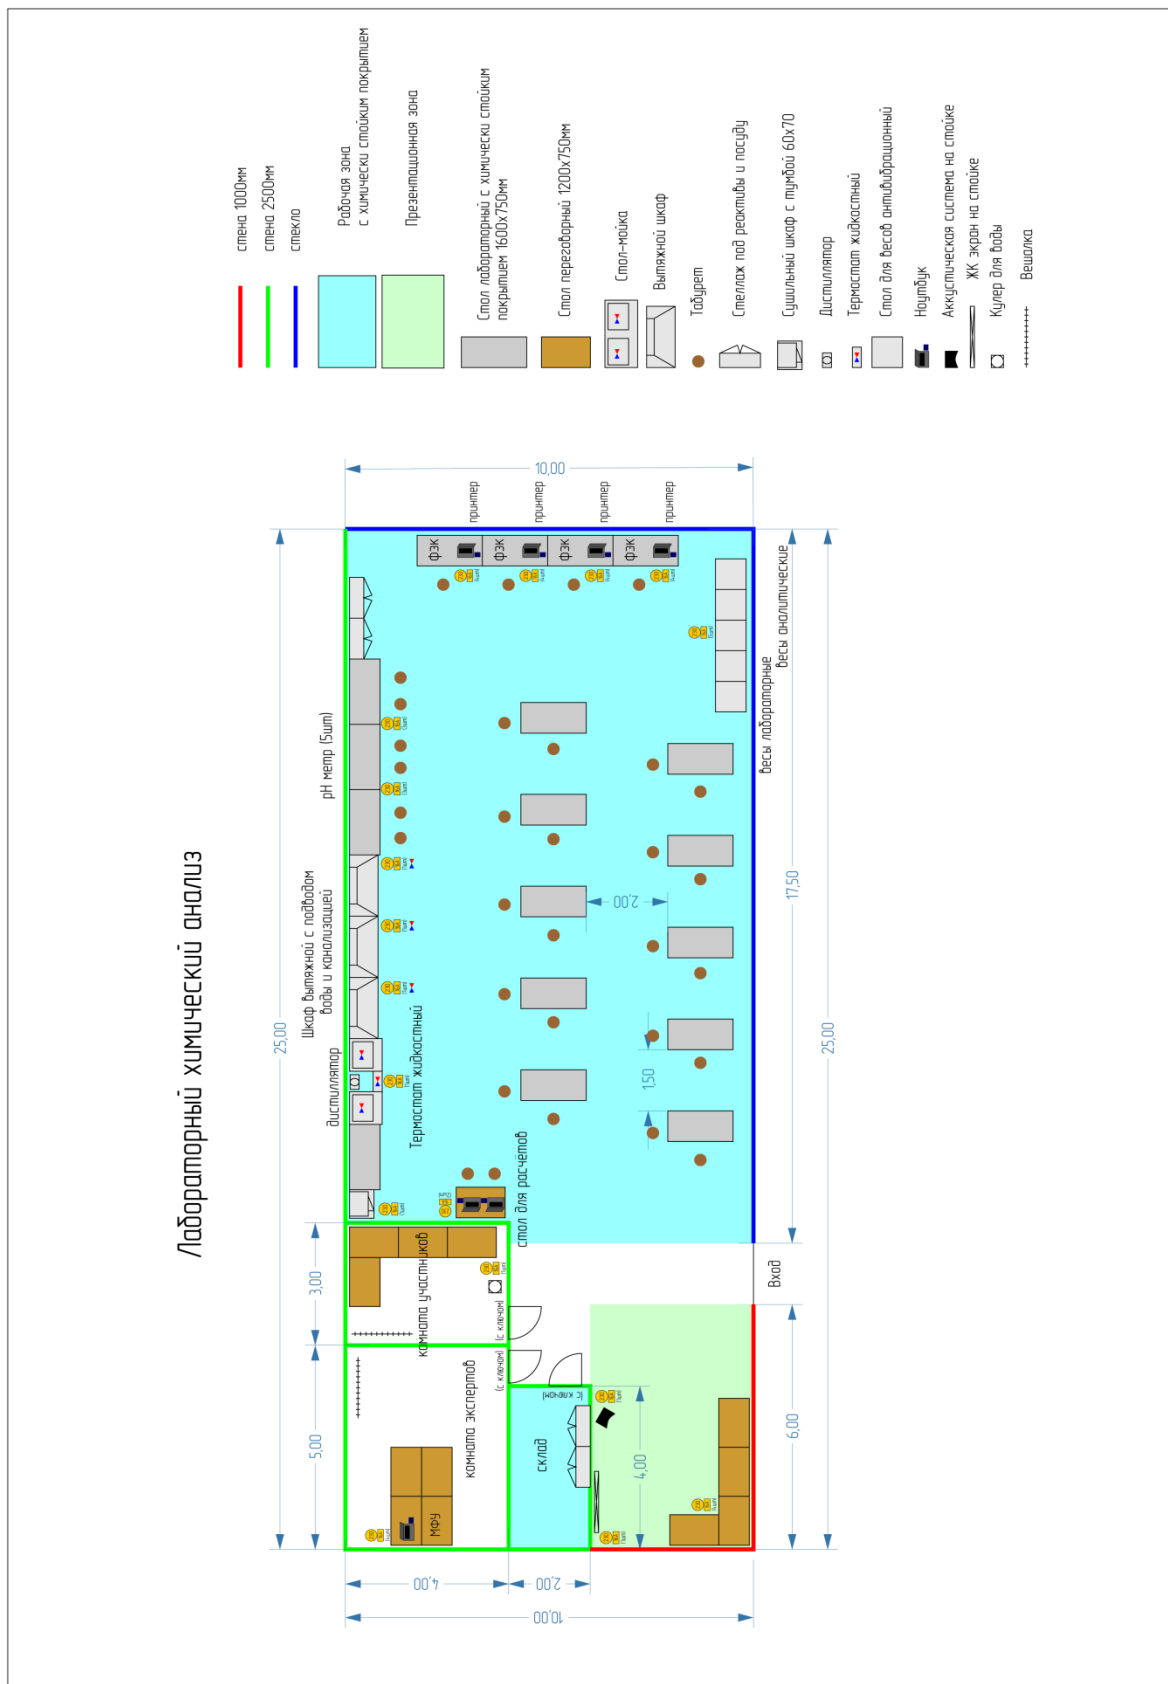 Лабораторный химический анализ
стена 1000мм
стена 2500мм
стекло
Рабочая зона
с химически стойким покрытием
Презентационная зона
Стол лабораторный с химически стойким
покрытием 1600х750мм
Стол переговорный 1200х750мм
Стол-мойка
Вытяжной шкаф
Табурет
Стеллаж под реактивы и посуду
Сушильный шкаф с тумбой 60х70
Дистиллятор
Термостат жидкостный
Стол для весов антивибрационный
Ноутбук
Аккустическая система на стойке
ЖК экран на стойке
Кулер для воды
Вешалка
25,00
5,00
3,00
дистиллятор
Шкаф вытяжной с подводом
воды и канализацией
pH метр (5шт)
Термостат жидкостный
10,00
4,00
2,00
комната экспертов
МФУ
комната участников
(с ключом)
(с ключом)
(с ключом)
склад
4,00
стол для расчётов
1,50
2,00
ФЭК
ФЭК
ФЭК
ФЭК
принтер
принтер
принтер
принтер
10,00
Вход
весы лабораторные
весы аналитические
6,00
17,50
25,00